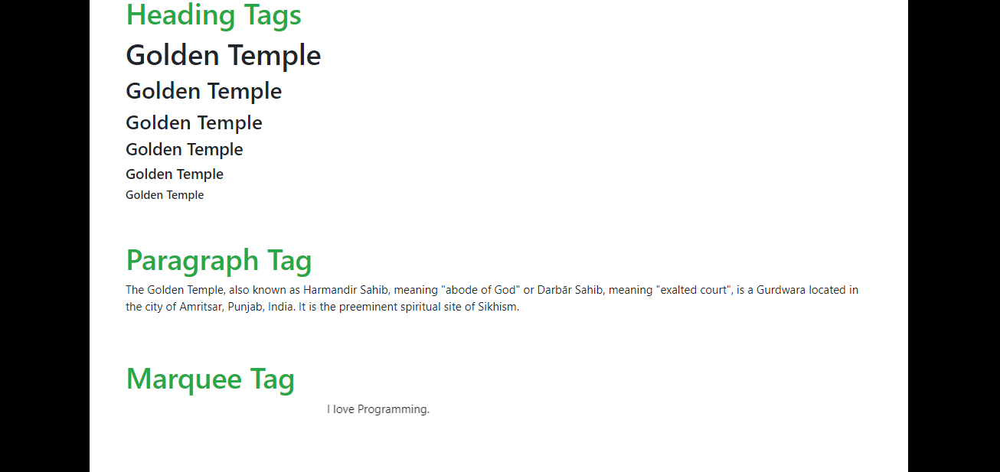 Heading Tags
Golden Temple
Golden Temple
Golden Temple
Golden Temple
Golden Temple
Golden Temple
Paragraph Tag
The Golden Temple, also known as Harmandir Sahib, meaning "abode of God" or Darbār Sahib, meaning "exalted court", is a Gurdwara located in
the city of Amritsar, Punjab, India. It is the preeminent spiritual site of Sikhism.
Marquee Tag
I love Programming.